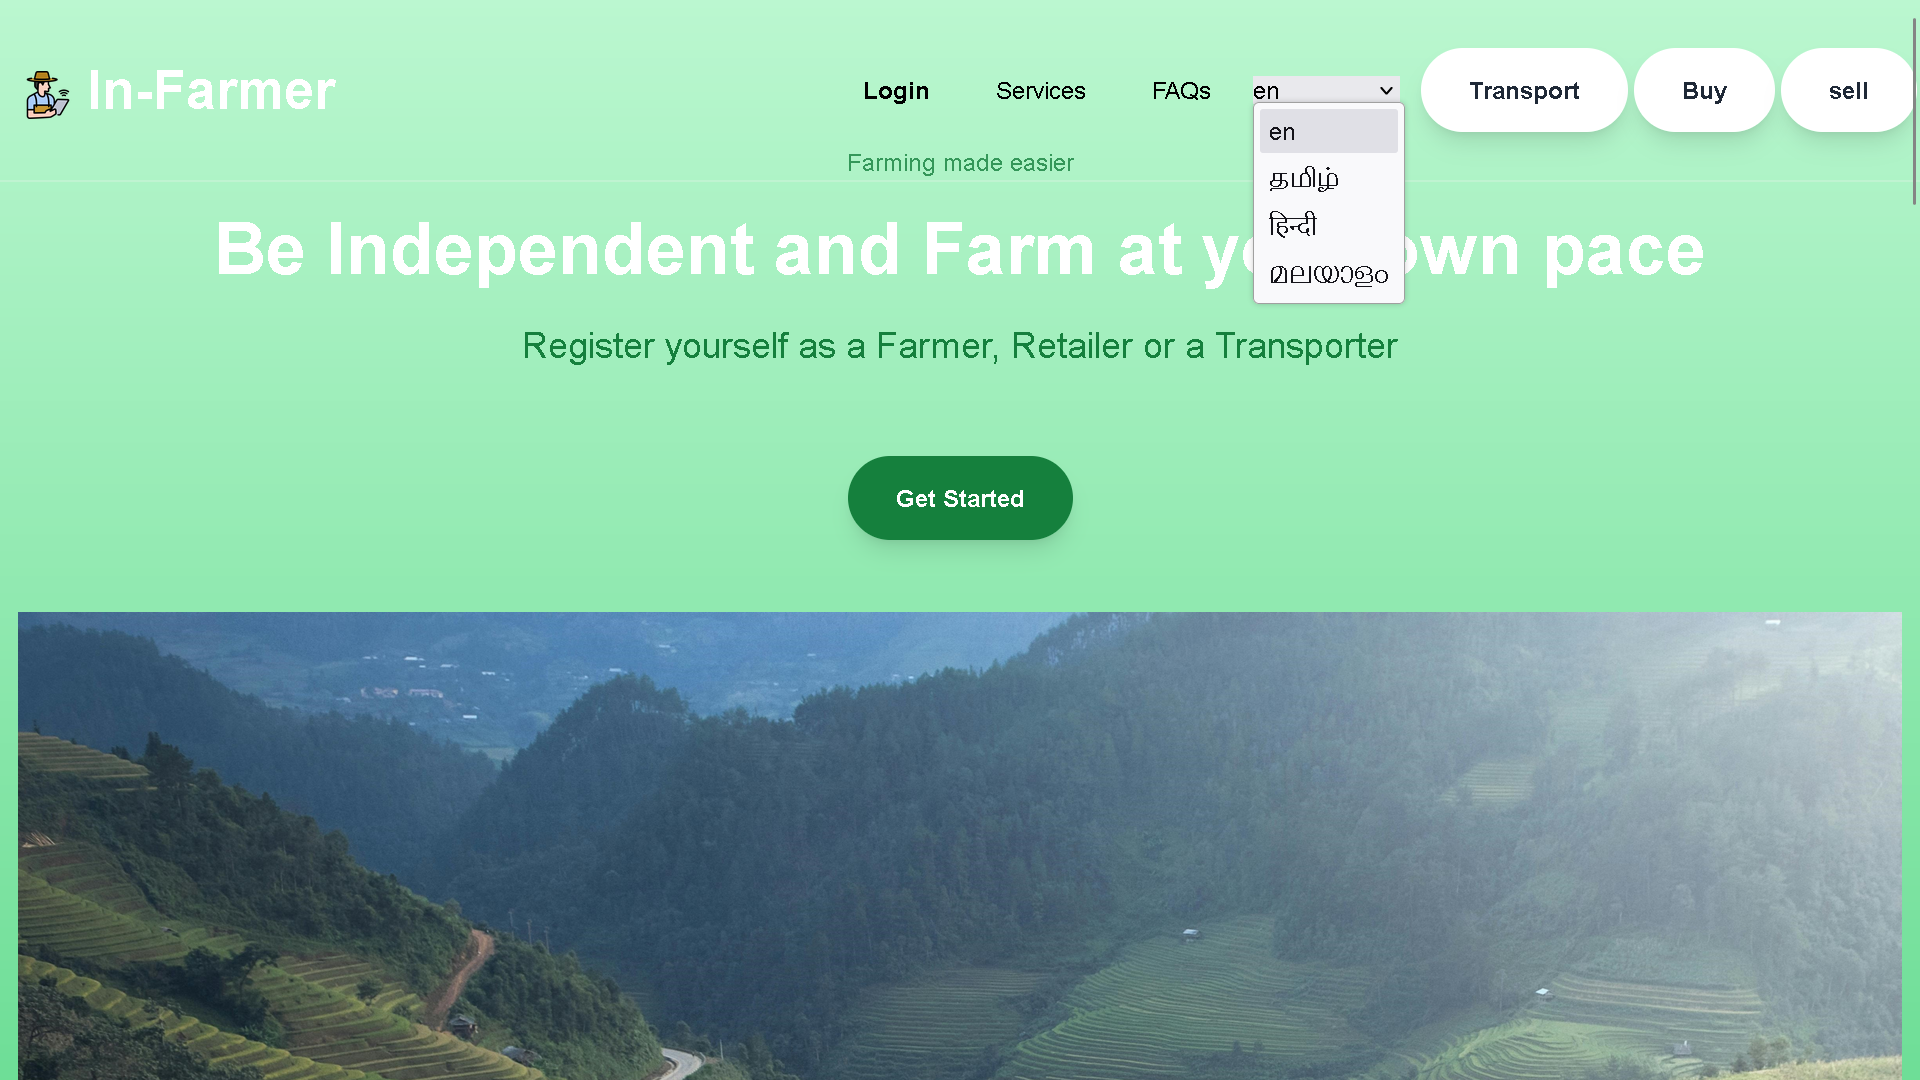 In-Farmer
Login
Services
FAQs
en
Transport
Buy
sell
en
தமிழ்
हिन्दी
മലയാളം
Farming made easier
Be Independent and Farm at y own pace
Register yourself as a Farmer, Retailer or a Transporter
Get Started